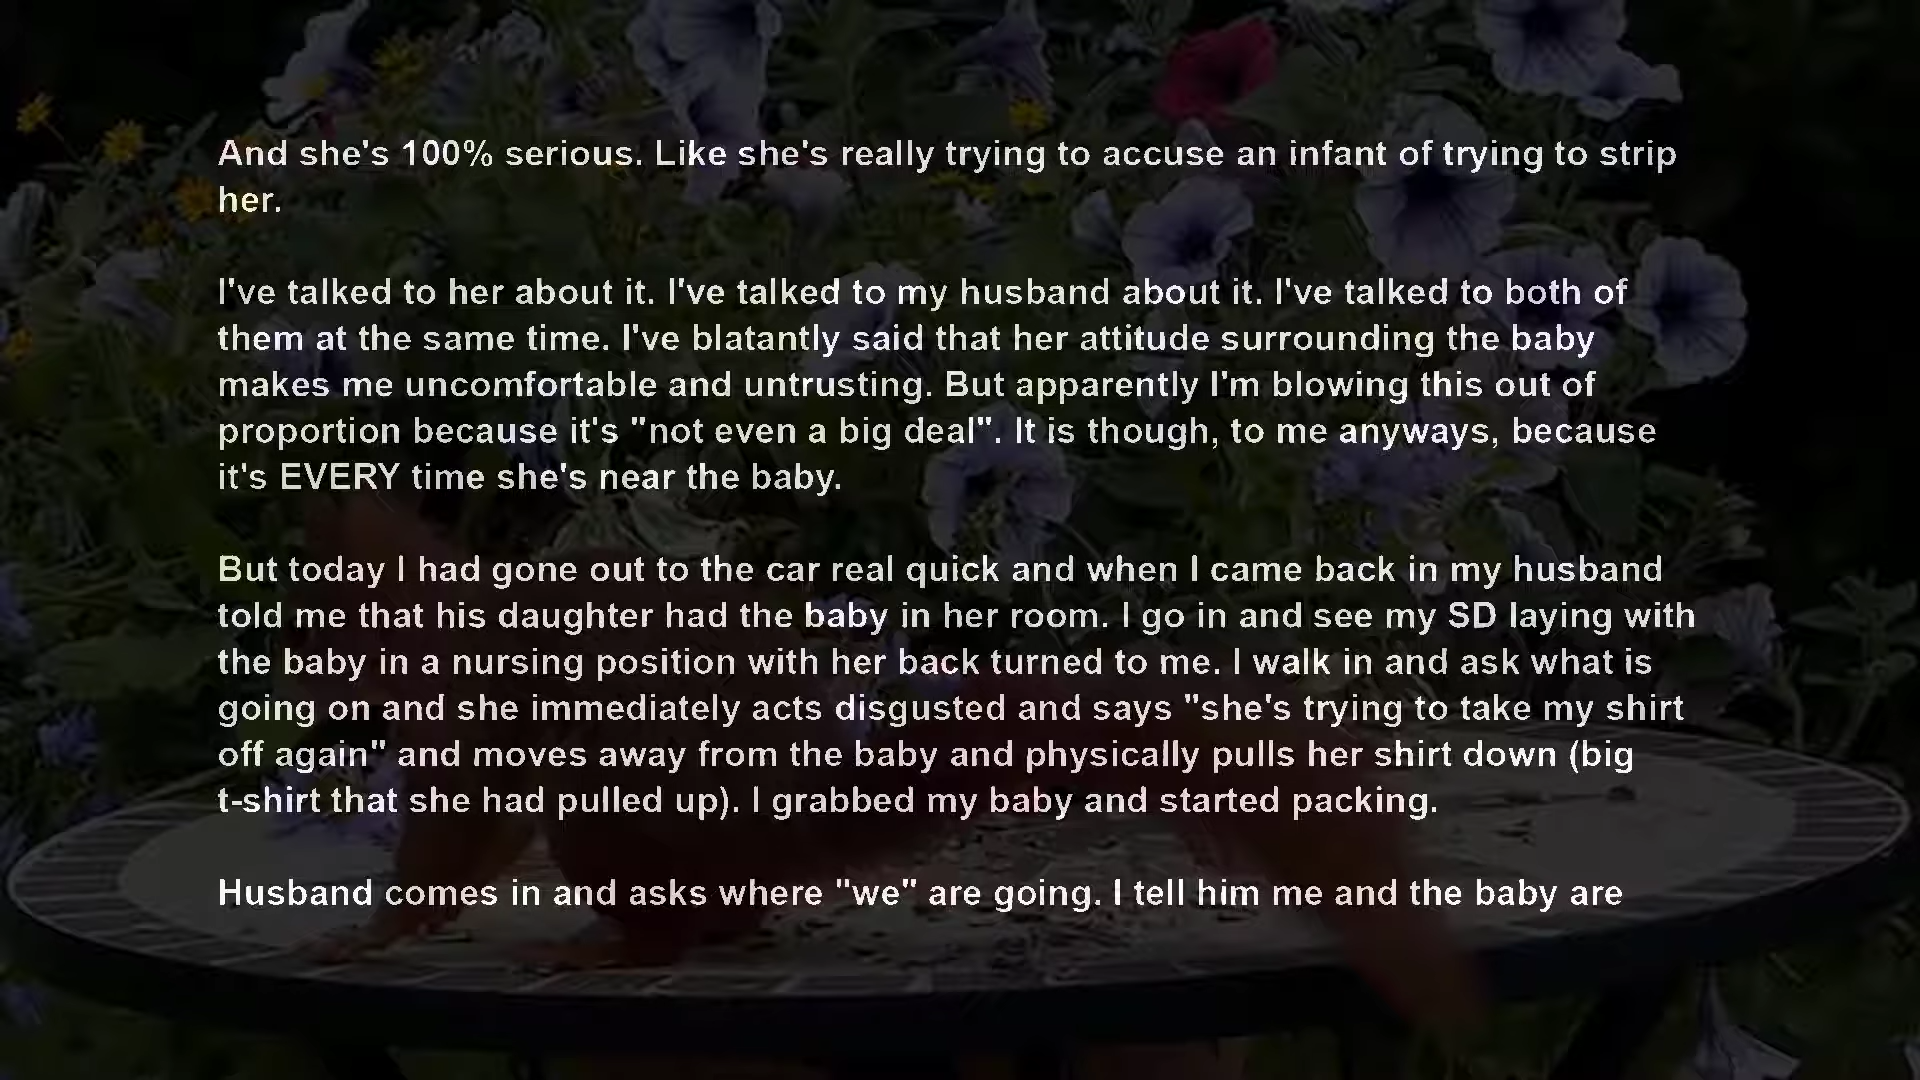 And she's 100% serious. Like she's really trying to accuse an infant of trying to strip
her.
I've talked to her about it. I've talked to my husband about it. I've talked to both of
them at the same time. I've blatantly said that her attitude surrounding the baby
makes me uncomfortable and untrusting. But apparently I'm blowing this out of
proportion because it's "not even a big deal". It is though, to me anyways, because
it's EVERY time she's near the baby.
But today I had gone out to the car real quick and when I came back in my husband
told me that his daughter had the baby in her room. I go in and see my SD laying with
the baby in a nursing position with her back turned to me. I walk in and ask what is
going on and she immediately acts disgusted and says "she's trying to take my shirt
off again" and moves away from the baby and physically pulls her shirt down (big
t-shirt that she had pulled up). I grabbed my baby and started packing.
Husband comes in and asks where "we" are going. I tell him me and the baby are